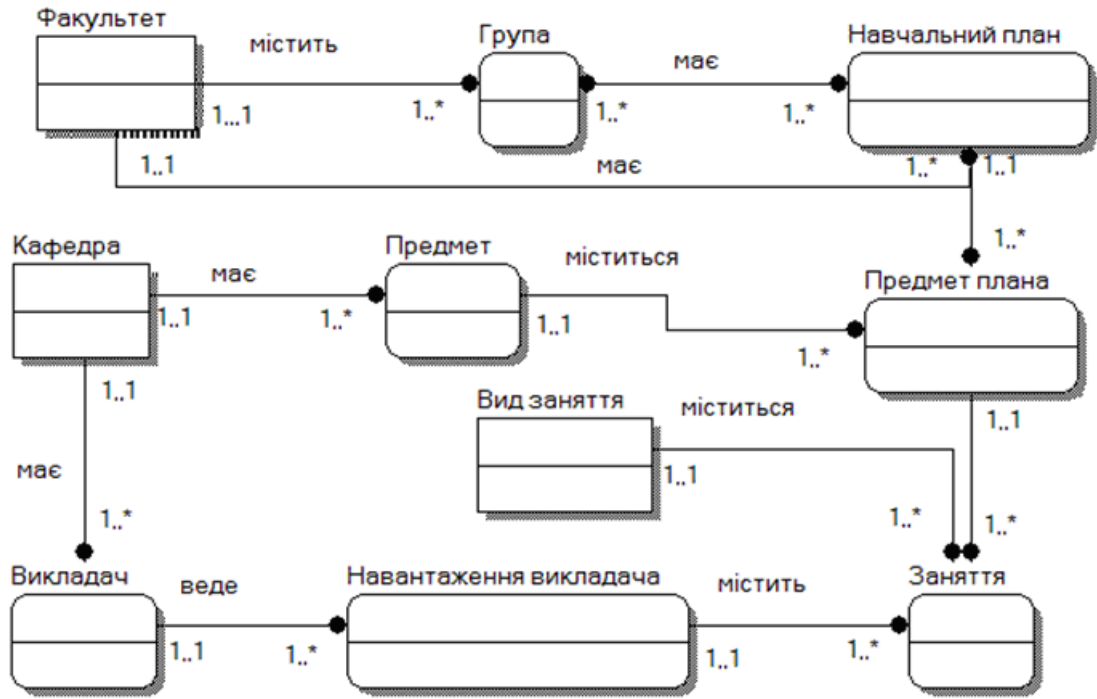 Факультет
містить
Група
має
Навчальний план
1...1
1..*
1..*
1..*
1..1
має
1..*
1..1
1..*
Кафедра
має
Предмет
міститься
Предмет плана
1..1
1..*
1..1
1..*
1..1
Вид заняття
міститься
1..1
1..1
має
1..*
1..*
1..*
Викладач
веде
Навантаження викладача
містить
Заняття
1..1
1..*
1..1
1..*